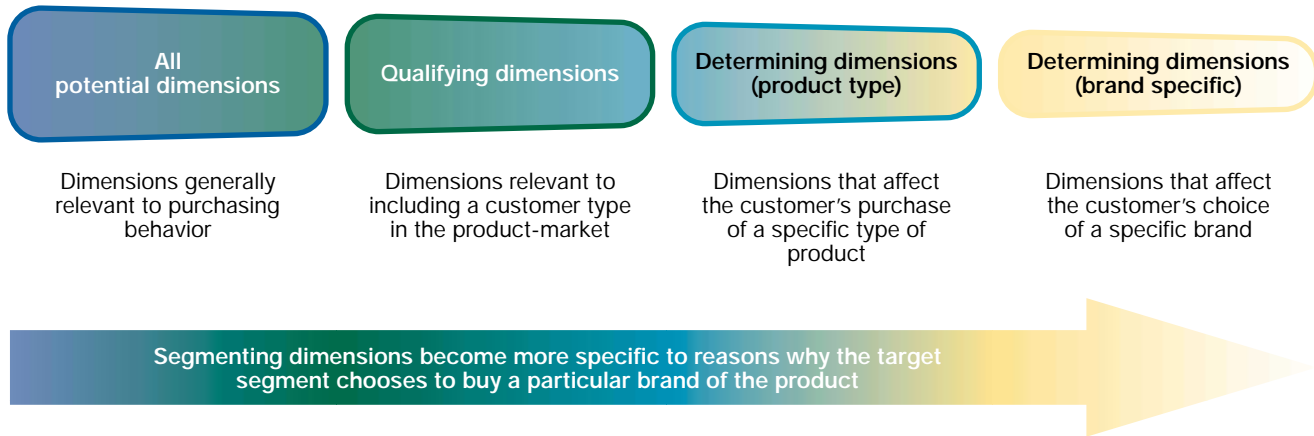 All
potential dimensions
Qualifying dimensions
Determining dimensions
(product type)
Determining dimensions
(brand specific)
Dimensions generally
relevant to purchasing
behavior
Dimensions relevant to
including a customer type
in the product-market
Dimensions that affect
the customer’s purchase
of a specific type of
product
Dimensions that affect
the customer’s choice
of a specific brand
Segmenting dimensions become more specific to reasons why the target
segment chooses to buy a particular brand of the product